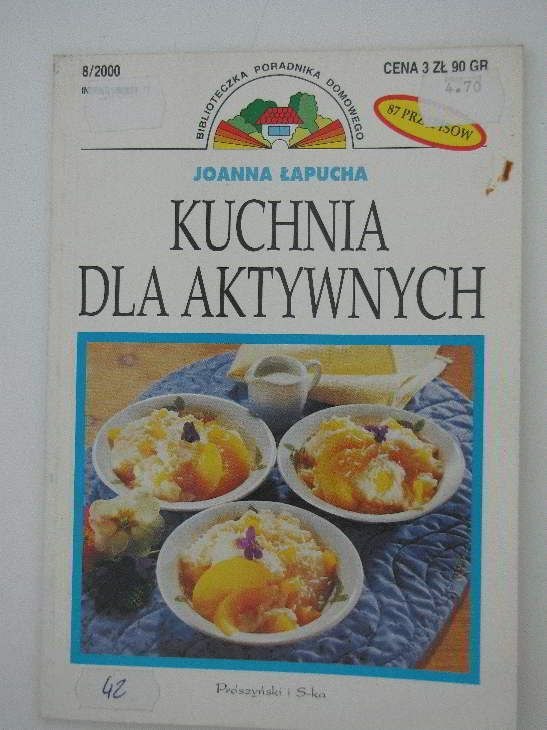 8/2000
BIBLIOTECZKA PORADNIKA DOMOWEGO
CENA 3 ZŁ 90 GR
4.70
87 PRZEPISÓW
JOANNA ŁAPUCHA
KUCHNIA
DLA AKTYWNYCH
42
Prószyński i S-ka